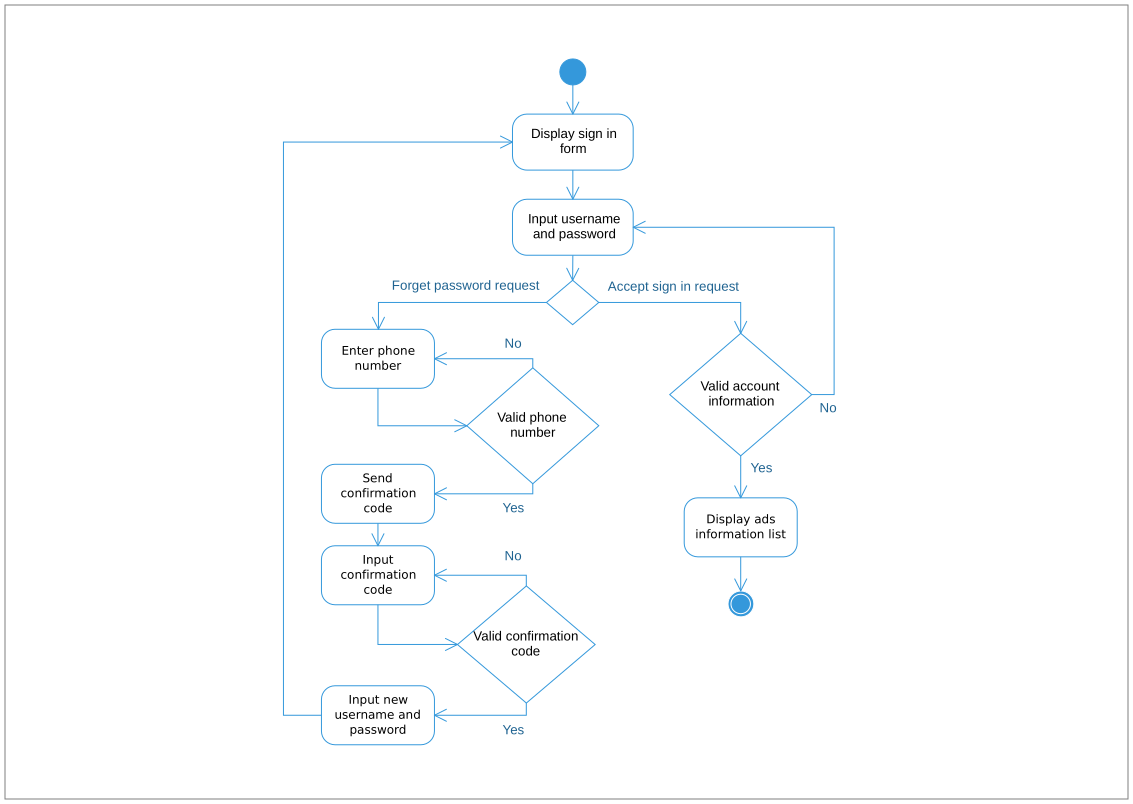 Display sign in
form
Input username
and password
Forget password request
Accept sign in request
Enter phone
number
No
Valid phone
number
Valid account
information
No
Yes
Send
confirmation
code
Yes
Display ads
information list
Input
confirmation
code
No
Valid confirmation
code
Input new
username and
password
Yes